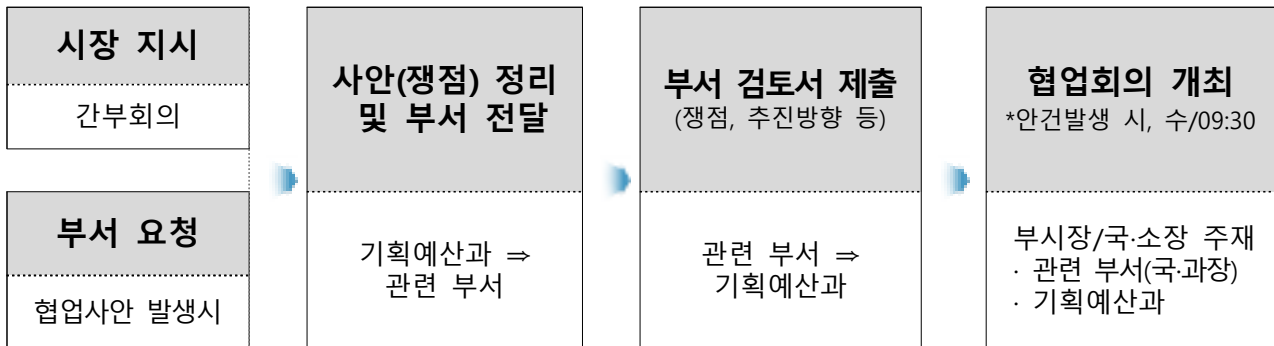 시장 지시
간부회의
부서 요청
협업사안 발생시
사안(쟁점) 정리
및 부서 전달
기획예산과 ⇒
관련 부서
부서 검토서 제출
(쟁점, 추진방향 등)
관련 부서 ⇒
기획예산과
협업회의 개최
*안건발생 시, 수/09:30
부시장/국·소장 주재
· 관련 부서(국·과장)
· 기획예산과